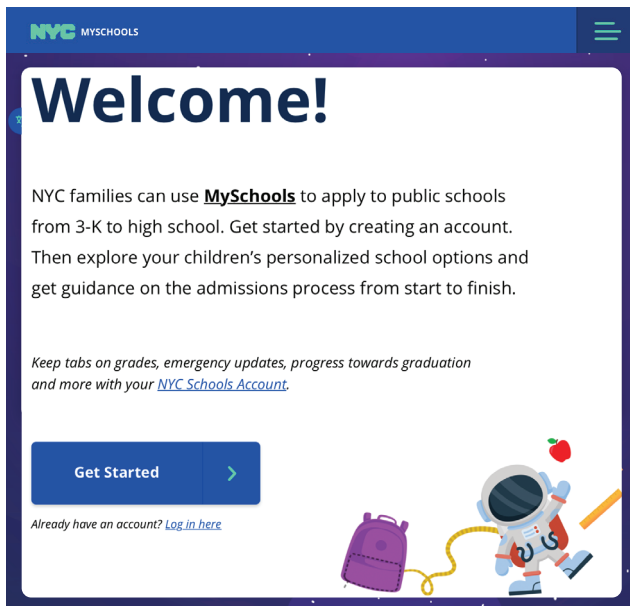 NYC MYSCHOOLS
Welcome!
NYC families can use MySchools to apply to public schools
from 3-K to high school. Get started by creating an account.
Then explore your children’s personalized school options and
get guidance on the admissions process from start to finish.
Keep tabs on grades, emergency updates, progress towards graduation
and more with your NYC Schools Account.
Get Started
Already have an account? Log in here